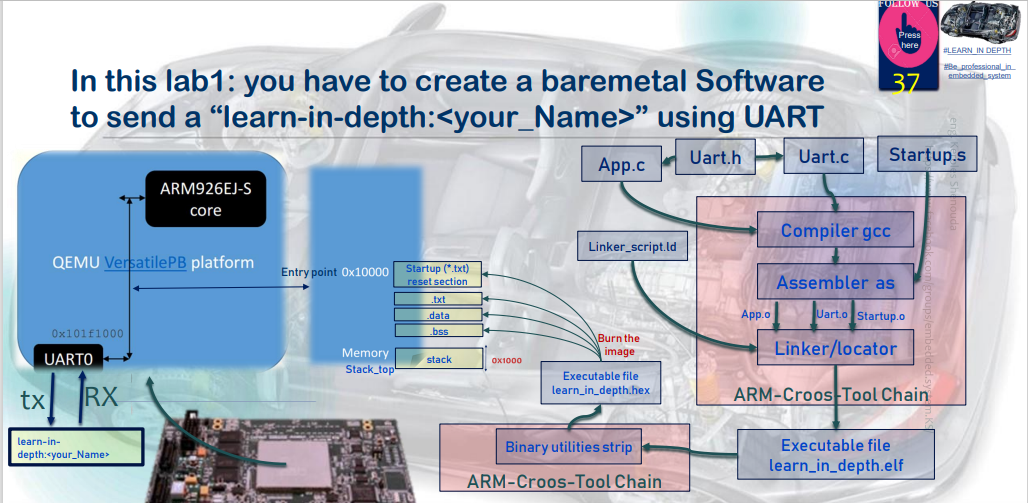 FOLLOW US
Press
here
37
#LEARN_IN DEPTH
#Be_professional_in_
embedded_system
In this lab1: you have to create a baremetal Software
to send a “learn-in-depth:<your_Name>” using UART
App.c
Uart.h
Uart.c
Startup.s
ARM926EJ-S
core
QEMU VersatilePB platform
0x101f1000
UART0
tx
RX
learn-in-
depth:<your_Name>
Entry point 0x10000
Startup (*.txt)
reset section
.txt
.data
.bss
Memory
Stack_top
stack
0x1000
Burn the
image
Executable file
learn_in_depth.hex
Linker_script.ld
Compiler gcc
Assembler as
App.o
Uart.o
Startup.o
Linker/locator
ARM-Croos-Tool Chain
Binary utilities strip
ARM-Croos-Tool Chain
Executable file
learn_in_depth.elf